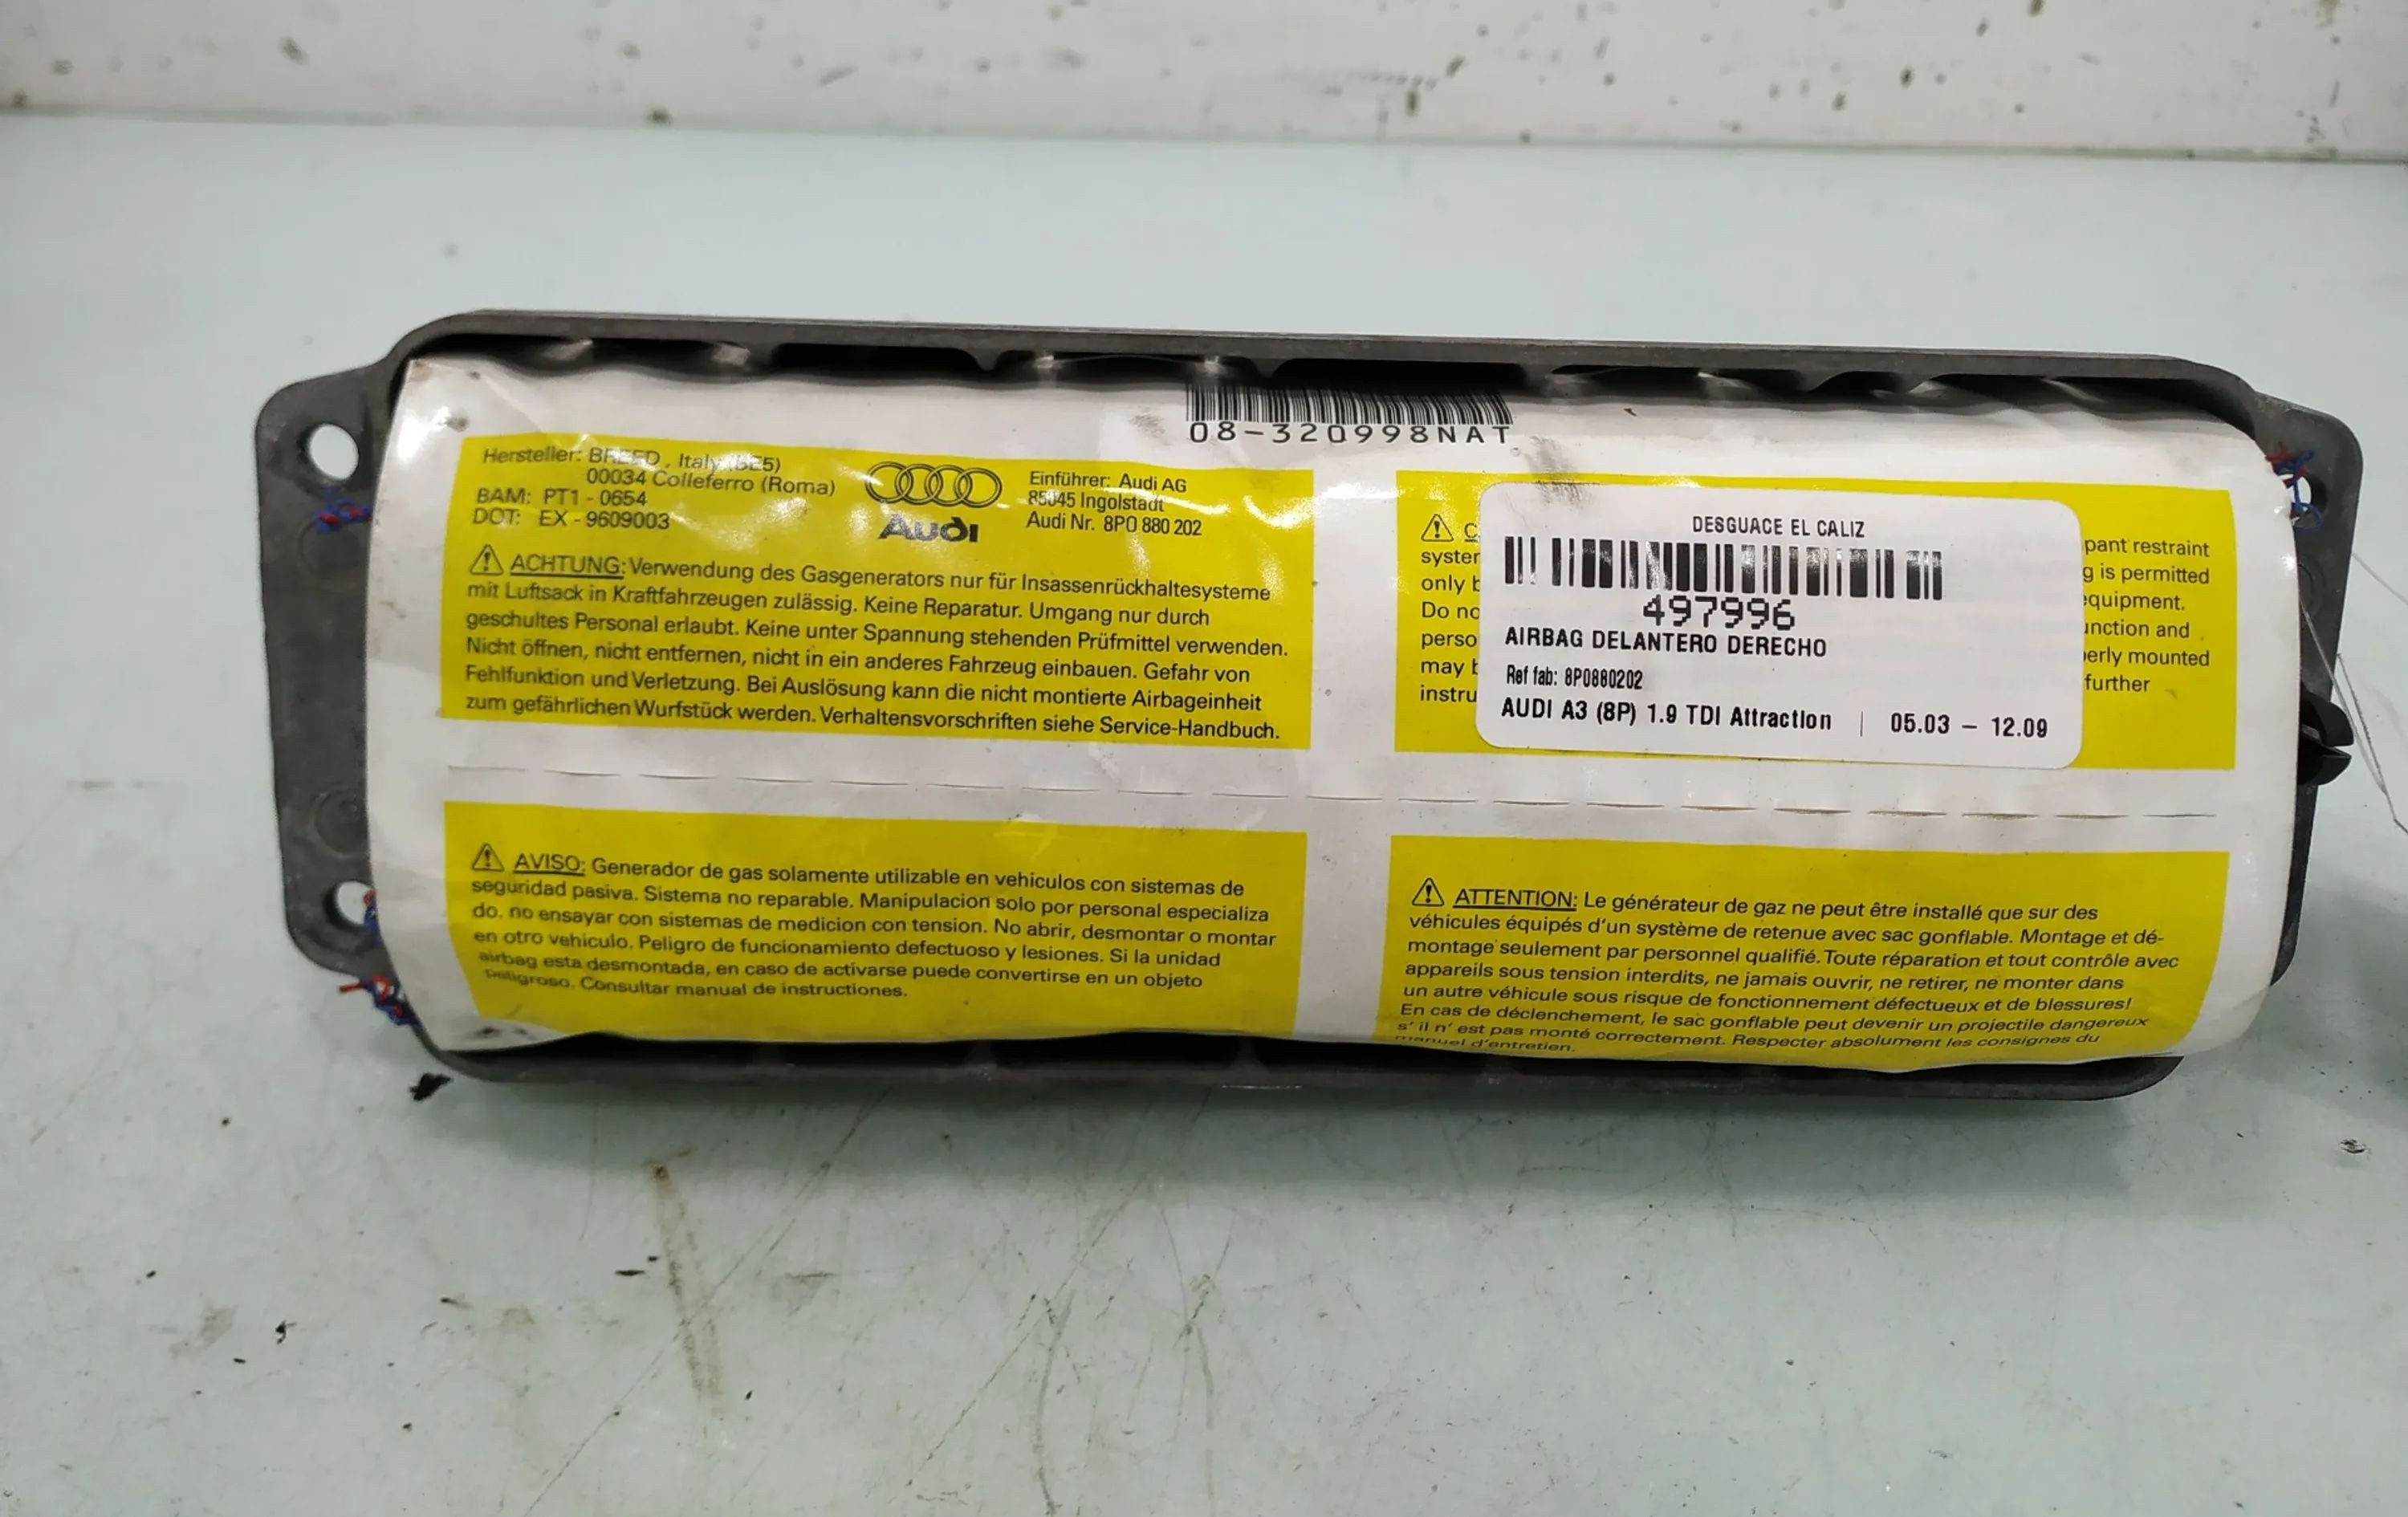 08-320998NAT
Hersteller: BREED, Italy (BE5)
00034 Colleferro (Roma)
BAM: PT1 - 0654
DOT: EX - 9609003
Audi
Einführer: Audi AG
85045 Ingolstadt
Audi Nr. 8P0 880 202
ACHTUNG: Verwendung des Gasgenerators nur für Insassenrückhaltesysteme
mit Luftsack in Kraftfahrzeugen zulässig. Keine Reparatur. Umgang nur durch
geschultes Personal erlaubt. Keine unter Spannung stehenden Prüfmittel verwenden.
Nicht öffnen, nicht entfernen, nicht in ein anderes Fahrzeug einbauen. Gefahr von
Fehlfunktion und Verletzung. Bei Auslösung kann die nicht montierte Airbageinheit
zum gefährlichen Wurfstück werden. Verhaltensvorschriften siehe Service-Handbuch.
C
syster
only
Do no
perso
may
instru
pant restraint
g is permitted
equipment.
unction and
erly mounted
further
DESGUACE EL CALIZ
497996
AIRBAG DELANTERO DERECHO
Ref fab: 8P0880202
AUDI A3 (8P) 1.9 TDI Attraction | 05.03 – 12.09
AVISO: Generador de gas solamente utilizable en vehiculos con sistemas de
seguridad pasiva. Sistema no reparable. Manipulacion solo por personal especializa
do. no ensayar con sistemas de medicion con tension. No abrir, desmontar o montar
en otro vehiculo. Peligro de funcionamiento defectuoso y lesiones. Si la unidad
airbag esta desmontada, en caso de activarse puede convertirse en un objeto
peligroso. Consultar manual de instructiones.
ATTENTION: Le générateur de gaz ne peut être installé que sur des
véhicules équipés d'un système de retenue avec sac gonflable. Montage et dé-
montage seulement par personnel qualifié. Toute réparation et tout contrôle avec
appareils sous tension interdits, ne jamais ouvrir, ne retirer, ne monter dans
un autre véhicule sous risque de fonctionnement défectueux et de blessures!
En cas de déclenchement, le sac gonflable peut devenir un projectile dangereux
s' il n' est pas monté correctement. Respecter absolument les consignes du
manuel d'entretien.